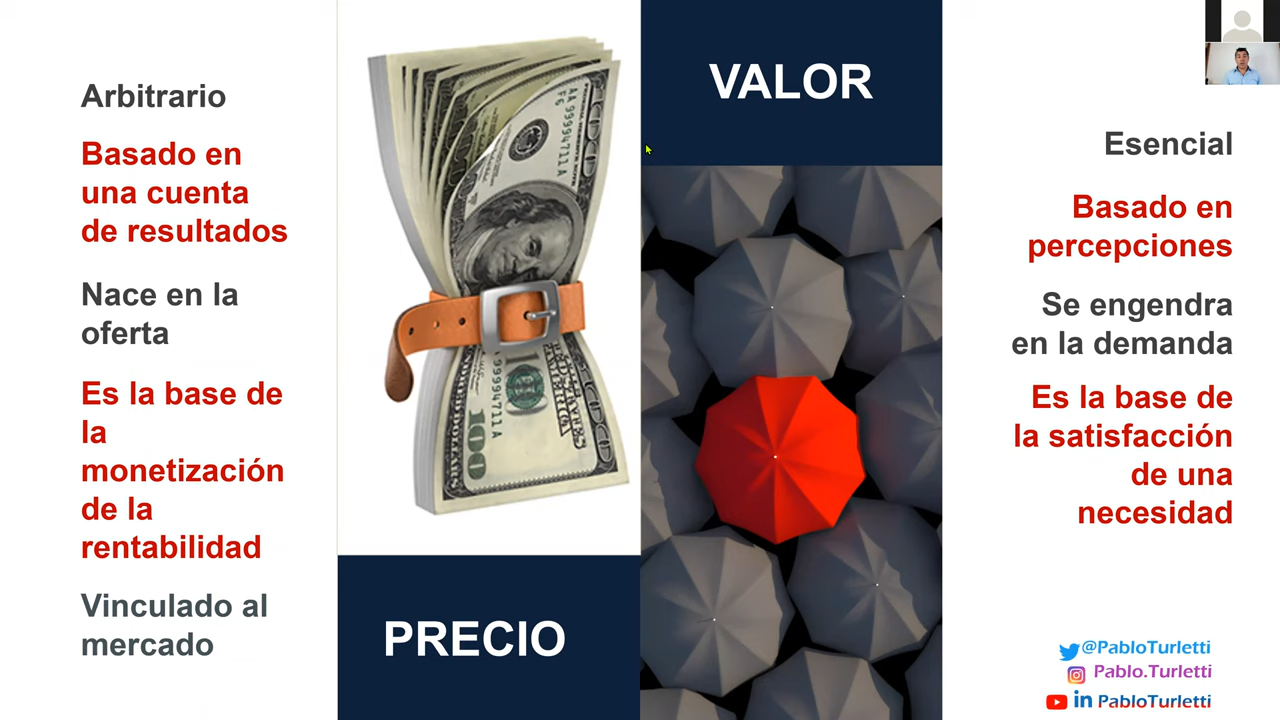 Arbitrario
Basado en
una cuenta
de resultados
Nace en la
oferta
Es la base de
la
monetización
de la
rentabilidad
Vinculado al
mercado
PRECIO
VALOR
Esencial
Basado en
percepciones
Se engendra
en la demanda
Es la base de
la satisfacción
de una
necesidad
@PabloTurletti
Pablo.Turletti
in PabloTurletti